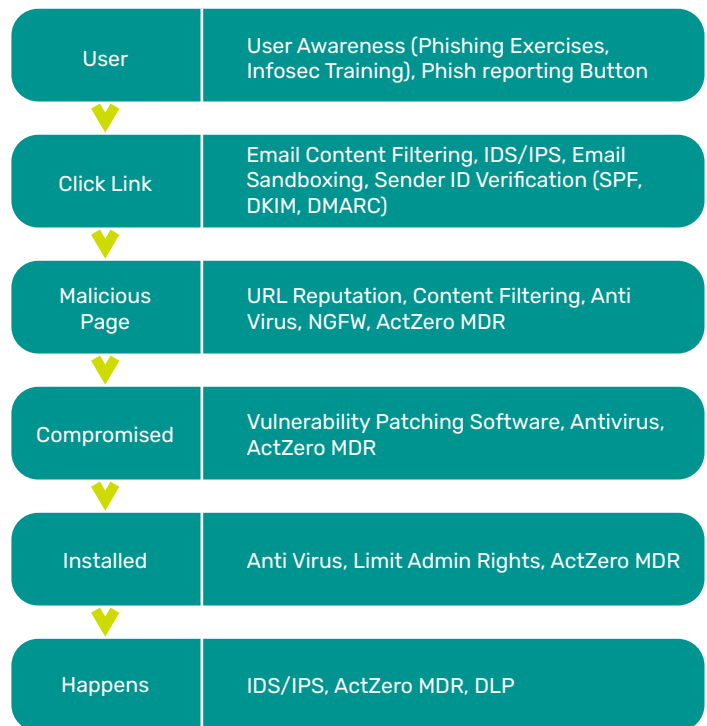 User
User Awareness (Phishing Exercises,
Infosec Training), Phish reporting Button
Click Link
Email Content Filtering, IDS/IPS, Email
Sandboxing, Sender ID Verification (SPF,
DKIM, DMARC)
Malicious
Page
URL Reputation, Content Filtering, Anti
Virus, NGFW, ActZero MDR
Compromised
Vulnerability Patching Software, Antivirus,
ActZero MDR
Installed
Anti Virus, Limit Admin Rights, ActZero MDR
Happens
IDS/IPS, ActZero MDR, DLP